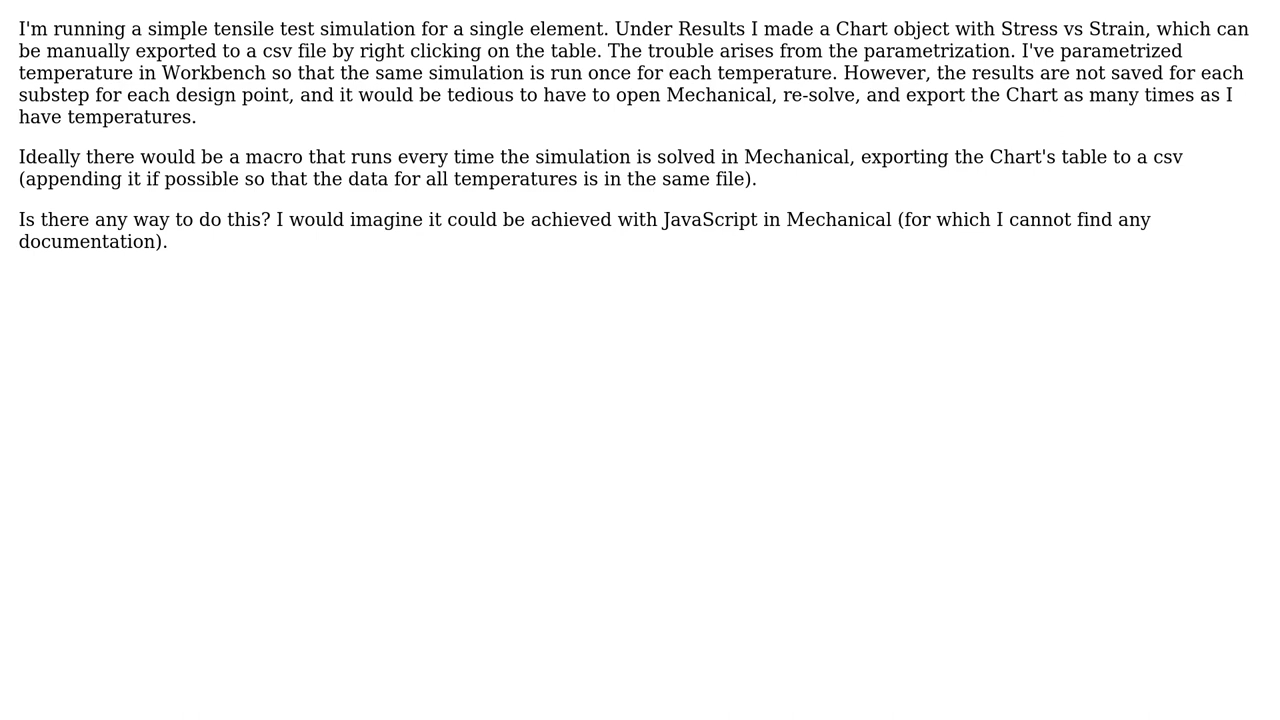 I'm running a simple tensile test simulation for a single element. Under Results I made a Chart object with Stress vs Strain, which can
be manually exported to a csv file by right clicking on the table. The trouble arises from the parametrization. I've parametrized
temperature in Workbench so that the same simulation is run once for each temperature. However, the results are not saved for each
substep for each design point, and it would be tedious to have to open Mechanical, re-solve, and export the Chart as many times as I
have temperatures.
Ideally there would be a macro that runs every time the simulation is solved in Mechanical, exporting the Chart's table to a csv
(appending it if possible so that the data for all temperatures is in the same file).
Is there any way to do this? I would imagine it could be achieved with JavaScript in Mechanical (for which I cannot find any
documentation).